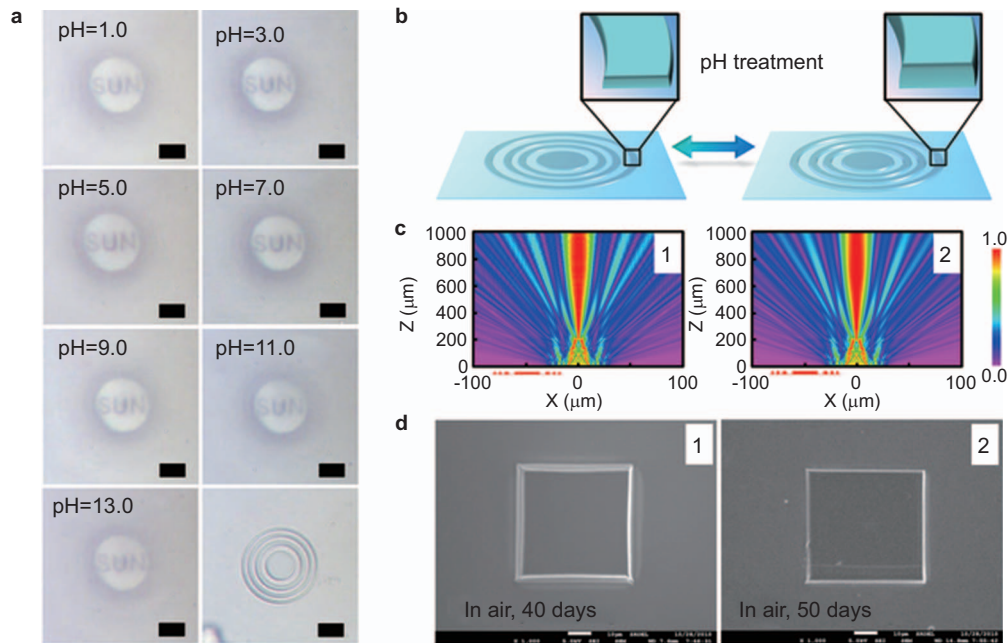 a
pH=1.0
SUN
pH=3.0
SUN
pH=5.0
SUN
pH=7.0
SUN
pH=9.0
SUN
pH=11.0
SUN
pH=13.0
SUN
b
pH treatment
c
1000
800
600
400
200
0
Z (μm)
1
-100
0
100
X (μm)
1000
800
600
400
200
0
Z (μm)
2
-100
0
100
X (μm)
1.0
0.0
d
1
In air, 40 days
2
In air, 50 days